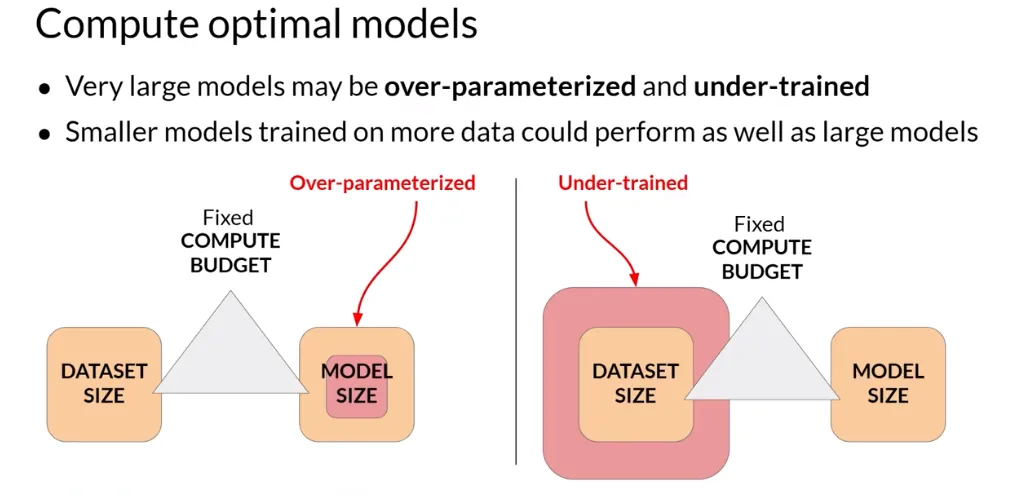 Compute optimal models
• Very large models may be over-parameterized and under-trained
• Smaller models trained on more data could perform as well as large models
Over-parameterized
Fixed
COMPUTE
BUDGET
DATASET
SIZE
MODEL
SIZE
Under-trained
Fixed
COMPUTE
BUDGET
DATASET
SIZE
MODEL
SIZE